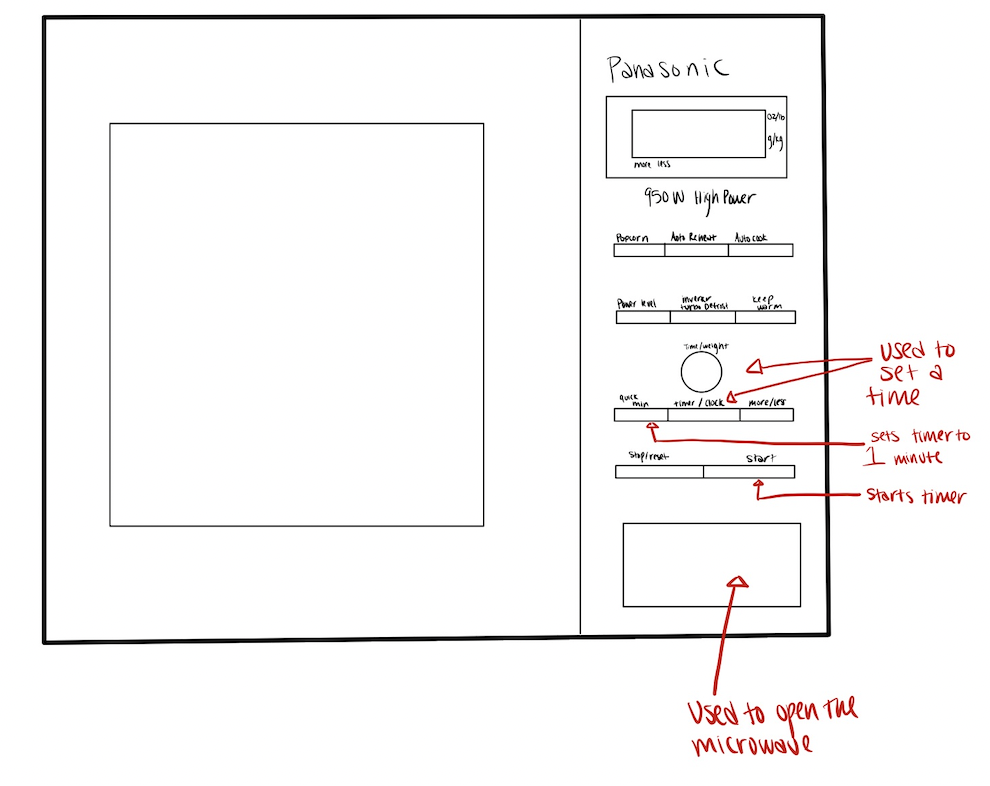 Panasonic
oz/lb
g/kg
more less
950W High Power
Popcorn Auto Reheat Auto cook
Power level inverter turbo Defrost keep warm
Time/weight
quick min timer / clock more/less
Stop/reset start
used to
set a
time
sets timer to
1 minute
starts timer
used to open the
microwave